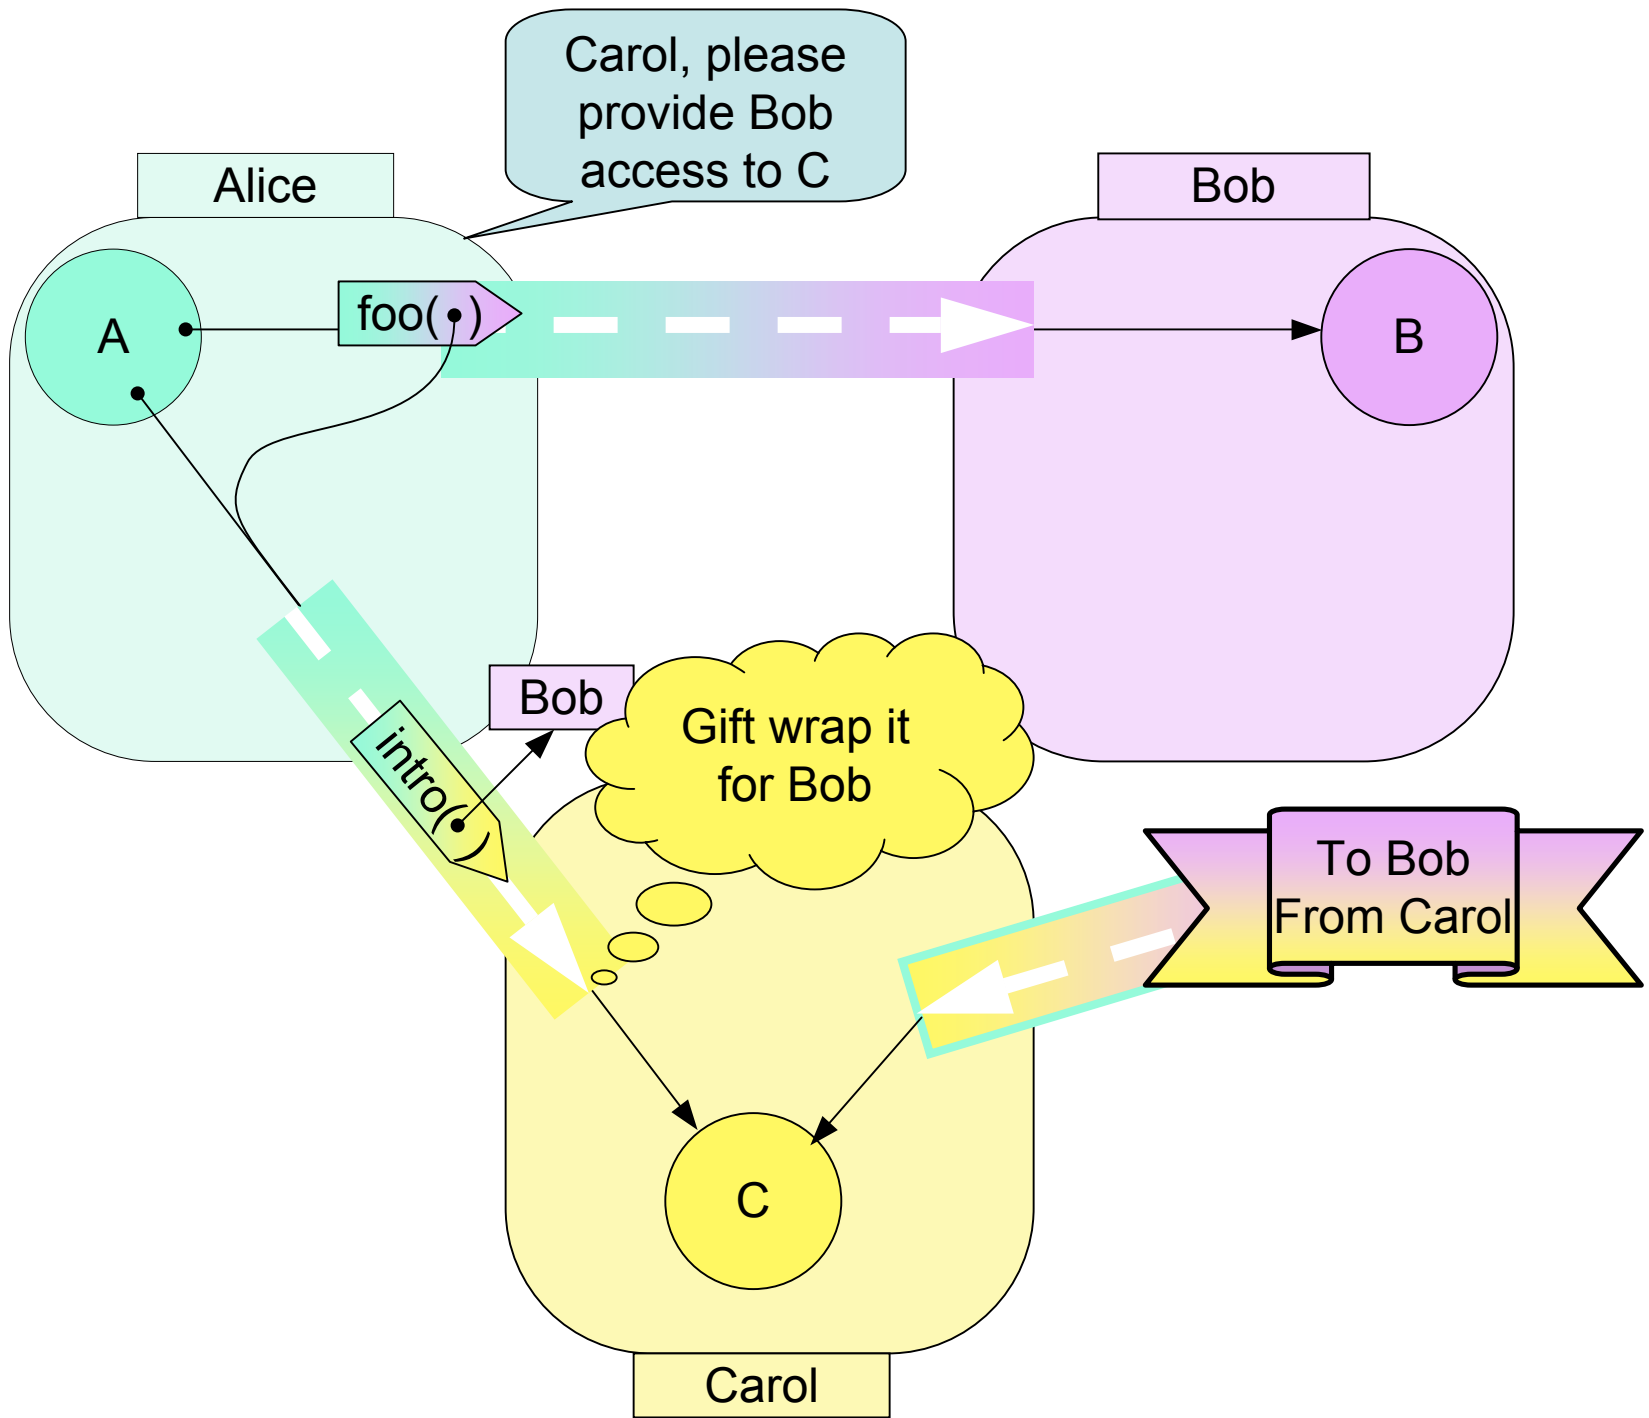 Carol, please
provide Bob
access to C
Alice
Bob
A
foo( )
B
Bob
Gift wrap it
for Bob
intro( )
To Bob
From Carol
C
Carol